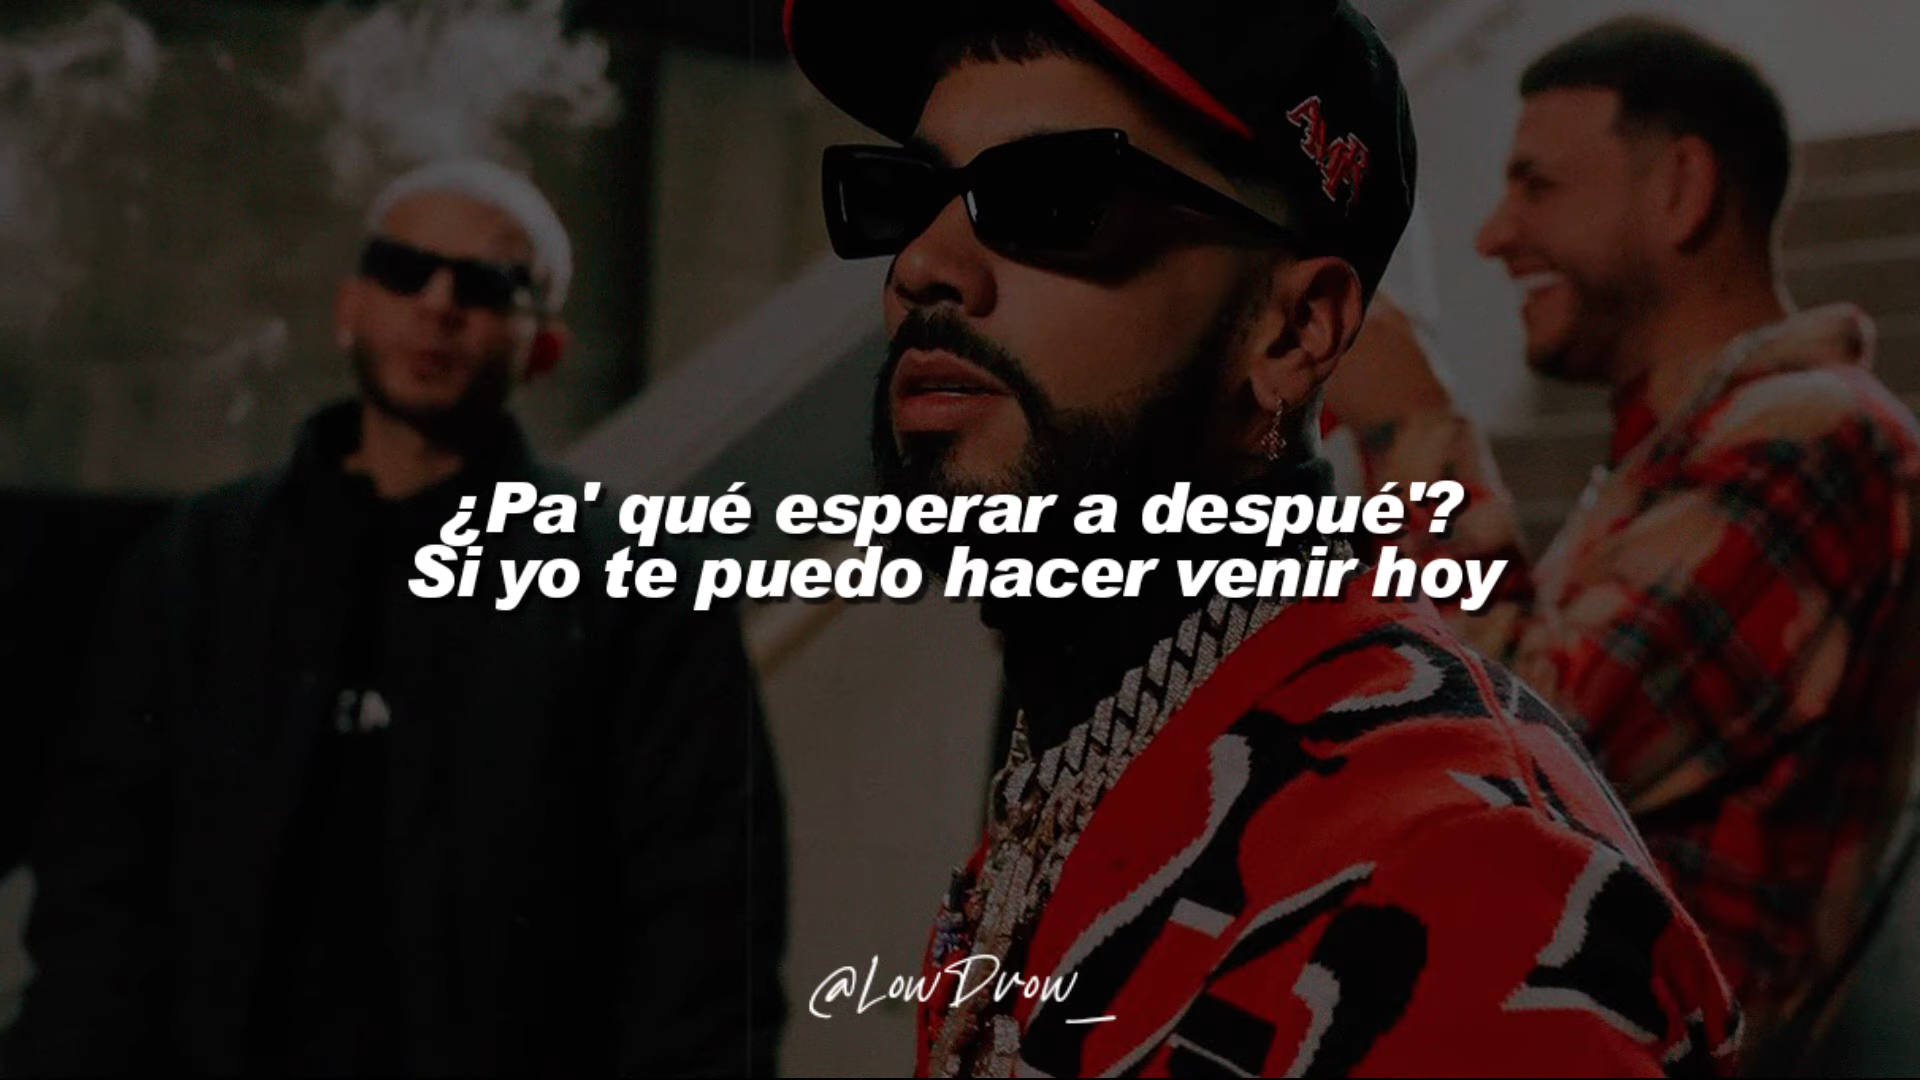 ¿Pa' qué esperar a despué'?
Si yo te puedo hacer venir hoy
@LowDrow_